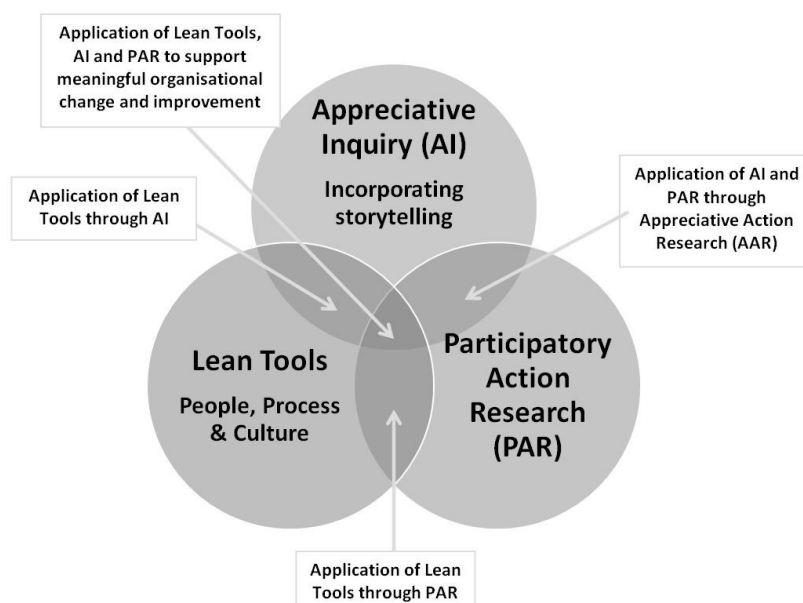 Application of Lean Tools,
AI and PAR to support
meaningful organisational
change and improvement
Appreciative
Inquiry (AI)
Incorporating
storytelling
Application of Lean
Tools through AI
Application of AI and
PAR through
Appreciative Action
Research (AAR)
Lean Tools
People, Process
& Culture
Participatory
Action
Research
(PAR)
Application of Lean
Tools through PAR